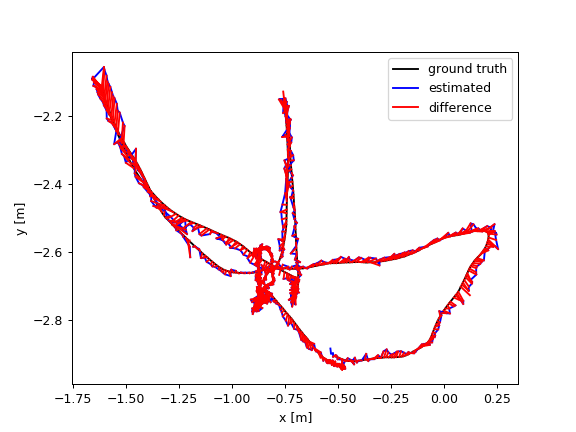 ground truth
estimated
difference
−2.2
−2.4
−2.6
−2.8
y [m]
−1.75 −1.50 −1.25 −1.00 −0.75 −0.50 −0.25 0.00 0.25
x [m]